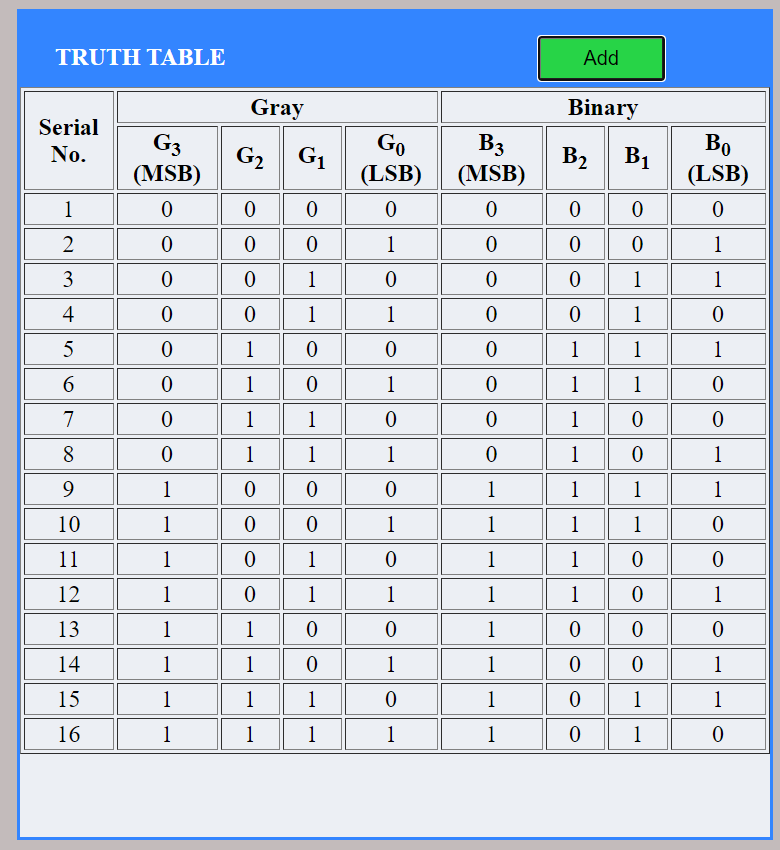 TRUTH TABLE Add
Serial No. Gray Binary
G3 (MSB) G2 G1 G0 (LSB) B3 (MSB) B2 B1 B0 (LSB)
1 0 0 0 0 0 0 0 0
2 0 0 0 1 0 0 0 1
3 0 0 1 0 0 0 1 1
4 0 0 1 1 0 0 1 0
5 0 1 0 0 0 1 1 1
6 0 1 0 1 0 1 1 0
7 0 1 1 0 0 1 0 0
8 0 1 1 1 0 1 0 1
9 1 0 0 0 1 1 1 1
10 1 0 0 1 1 1 1 0
11 1 0 1 0 1 1 0 0
12 1 0 1 1 1 1 0 1
13 1 1 0 0 1 0 0 0
14 1 1 0 1 1 0 0 1
15 1 1 1 0 1 0 1 1
16 1 1 1 1 1 0 1 0